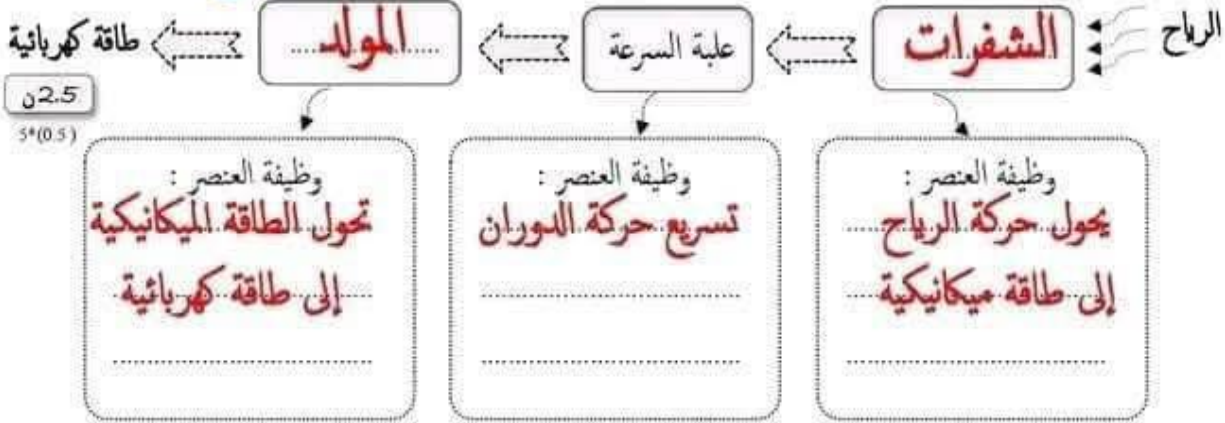 الرياح
الشفرات
علبة السرعة
المولد
طاقة كهربائية
2.5ن
5*(0.5)
وظيفة العنصر :
يحول حركة الرياح
إلى طاقة ميكانيكية
وظيفة العنصر :
تسريع حركة الدوران
وظيفة العنصر :
تحول الطاقة الميكانيكية
إلى طاقة كهربائية